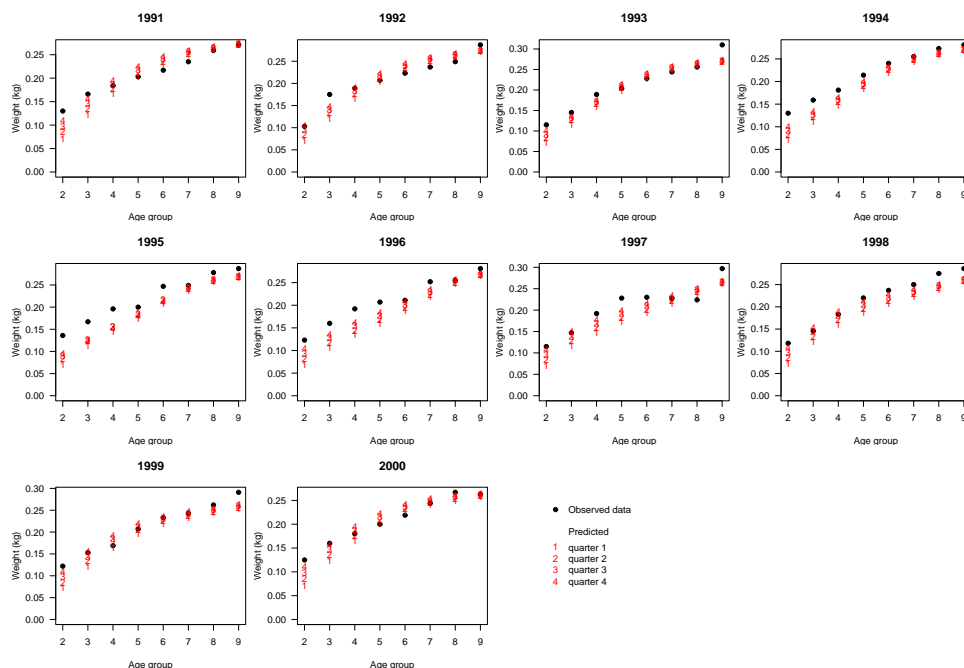 1991
Weight (kg)
0.25
0.20
0.15
0.10
0.05
0.00
2 3 4 5 6 7 8 9
Age group
1992
Weight (kg)
0.25
0.20
0.15
0.10
0.05
0.00
2 3 4 5 6 7 8 9
Age group
1993
Weight (kg)
0.30
0.25
0.20
0.15
0.10
0.05
0.00
2 3 4 5 6 7 8 9
Age group
1994
Weight (kg)
0.25
0.20
0.15
0.10
0.05
0.00
2 3 4 5 6 7 8 9
Age group
1995
Weight (kg)
0.25
0.20
0.15
0.10
0.05
0.00
2 3 4 5 6 7 8 9
Age group
1996
Weight (kg)
0.25
0.20
0.15
0.10
0.05
0.00
2 3 4 5 6 7 8 9
Age group
1997
Weight (kg)
0.30
0.25
0.20
0.15
0.10
0.05
0.00
2 3 4 5 6 7 8 9
Age group
1998
Weight (kg)
0.25
0.20
0.15
0.10
0.05
0.00
2 3 4 5 6 7 8 9
Age group
1999
Weight (kg)
0.30
0.25
0.20
0.15
0.10
0.05
0.00
2 3 4 5 6 7 8 9
Age group
2000
Weight (kg)
0.25
0.20
0.15
0.10
0.05
0.00
2 3 4 5 6 7 8 9
Age group
Observed data
Predicted
1 quarter 1
2 quarter 2
3 quarter 3
4 quarter 4